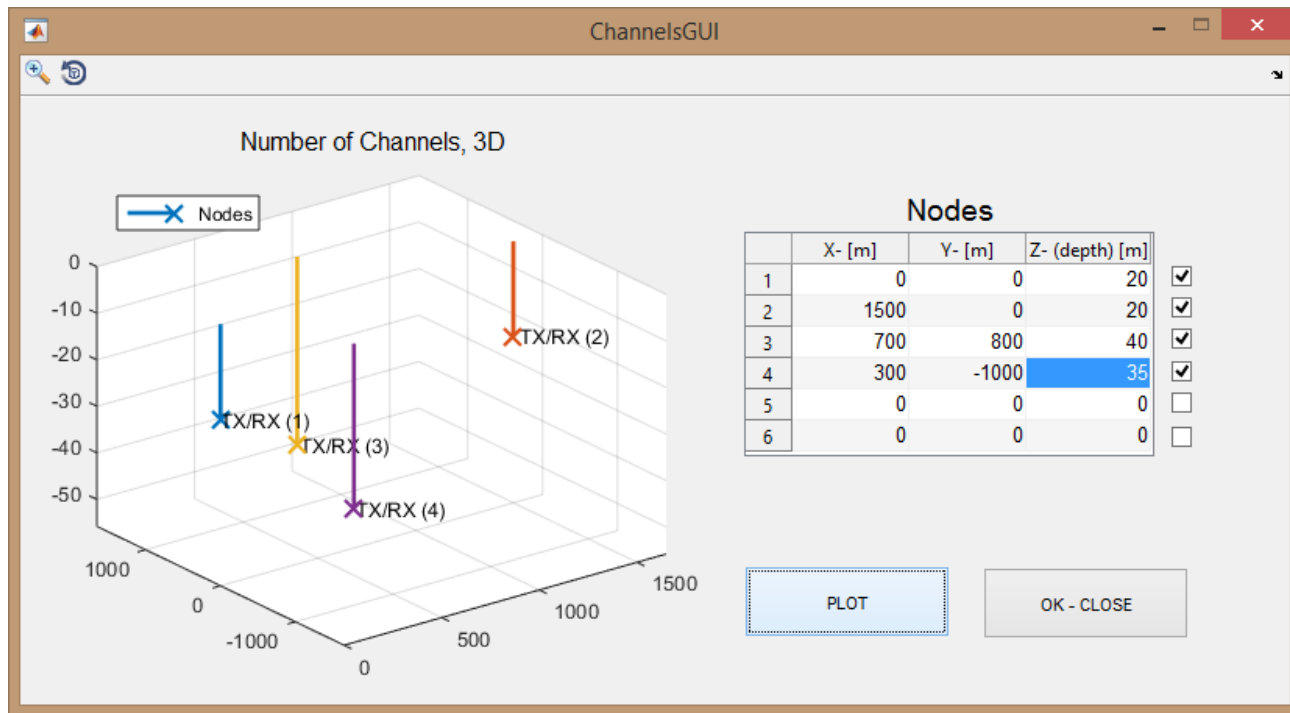 ChannelsGUI
Number of Channels, 3D
Nodes
0
-10
-20
-30
-40
-50
TX/RX (1)
TX/RX (2)
TX/RX (3)
TX/RX (4)
1000
0
-1000
0
500
1000
1500
Nodes
X- [m] Y- [m] Z- (depth) [m]
1 0 0 20
2 1500 0 20
3 700 800 40
4 300 -1000 35
5 0 0 0
6 0 0 0
PLOT
OK - CLOSE